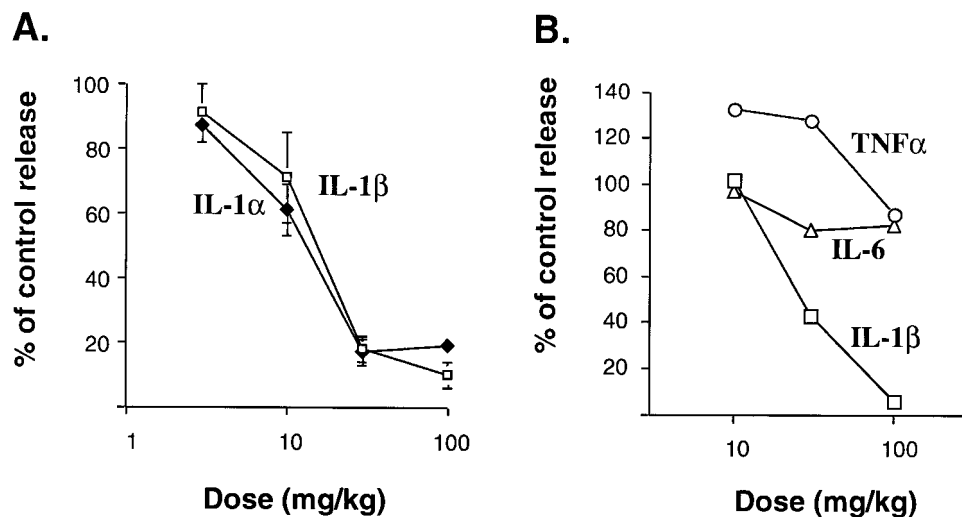 A.
% of control release
100
80
60
40
20
IL-1α
IL-1β
1
10
100
Dose (mg/kg)
B.
% of control release
140
120
100
80
60
40
20
0
TNFα
IL-6
IL-1β
10
100
Dose (mg/kg)